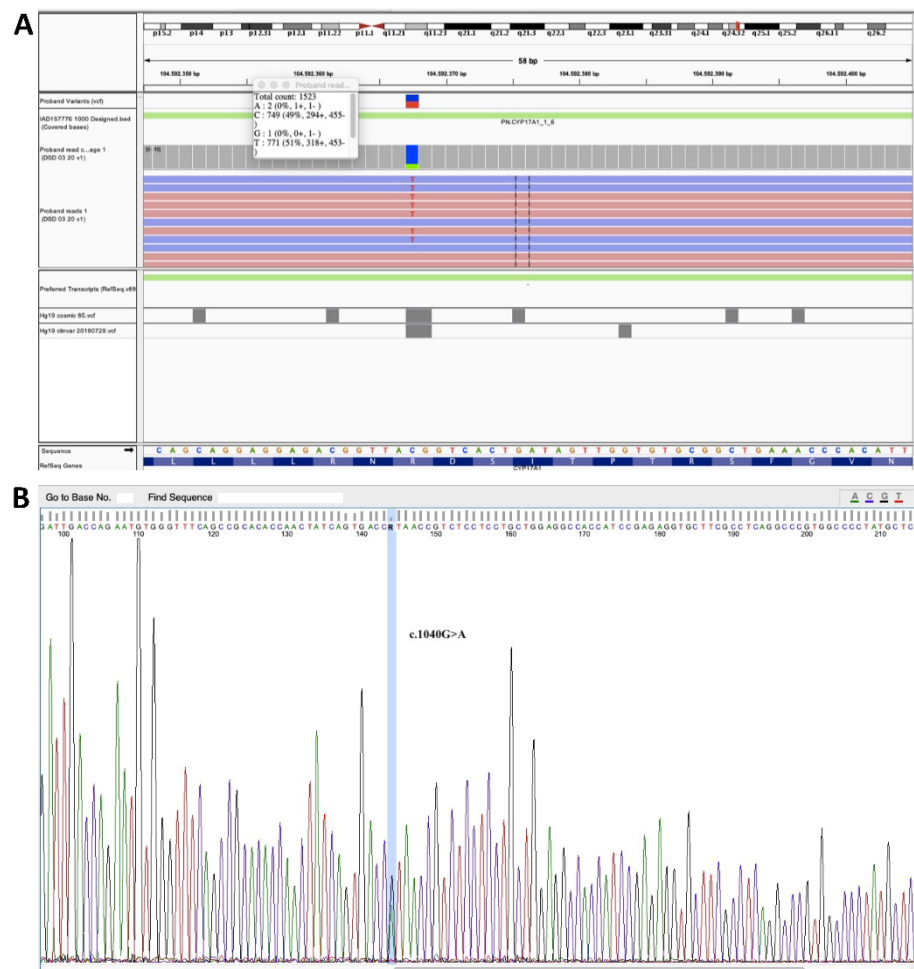 A
p15.2 p14 p13 p12.31 p12.1 p11.22 p11.1 q11.21 q11.23 q21.1 q21.2 q21.3 q22.1 q22.3 q23.1 q23.31 q24.1 q24.32 q25.1 q25.2 q26.11 q26.2
58 bp
104.592.350 bp 104.592.360 bp 104.592.370 bp 104.592.380 bp 104.592.390 bp 104.592.400 bp
Proband read...
Total count: 1523
A : 2 (0%, 1+, 1- )
C : 749 (49%, 294+, 455-
)
G : 1 (0%, 0+, 1- )
T : 771 (51%, 318+, 453-
)
Proband Variants (vcf)
IAD157776 1000 Designed.bed
(Covered bases)
PN.CYP17A1_1_6
Proband read c...age 1
(DSD 03 20 v1)
[0 - 10]
T
T
T
T
T
T
T
Proband reads 1
(DSD 03 20 v1)
Preferred Transcripts (RefSeq v89
Hg19 cosmic 85.vcf
Hg19 clinvar 20180729.vcf
Sequence
C A G C A G G A G G A G A C G G T T A C G G T C A C T G A T A G T T G G T G T G C G G C T G A A A C C C A C A T T
RefSeq Genes
L L L L R N R D S I T P T R S F G V N
CYP17A1
B
Go to Base No. Find Sequence
A C G T
GATTGACCAGAATGTGGGTTTCAGCCGCACACCAACTATCAGTGACCRTAACCGTCTCCTCCTGCTGGAGGCCACCATCCGAGAGGTGCTTCGCCTCAGGCCCGTGGCCCCTATGCTC
100 110 120 130 140 150 160 170 180 190 200 210
c.1040G>A